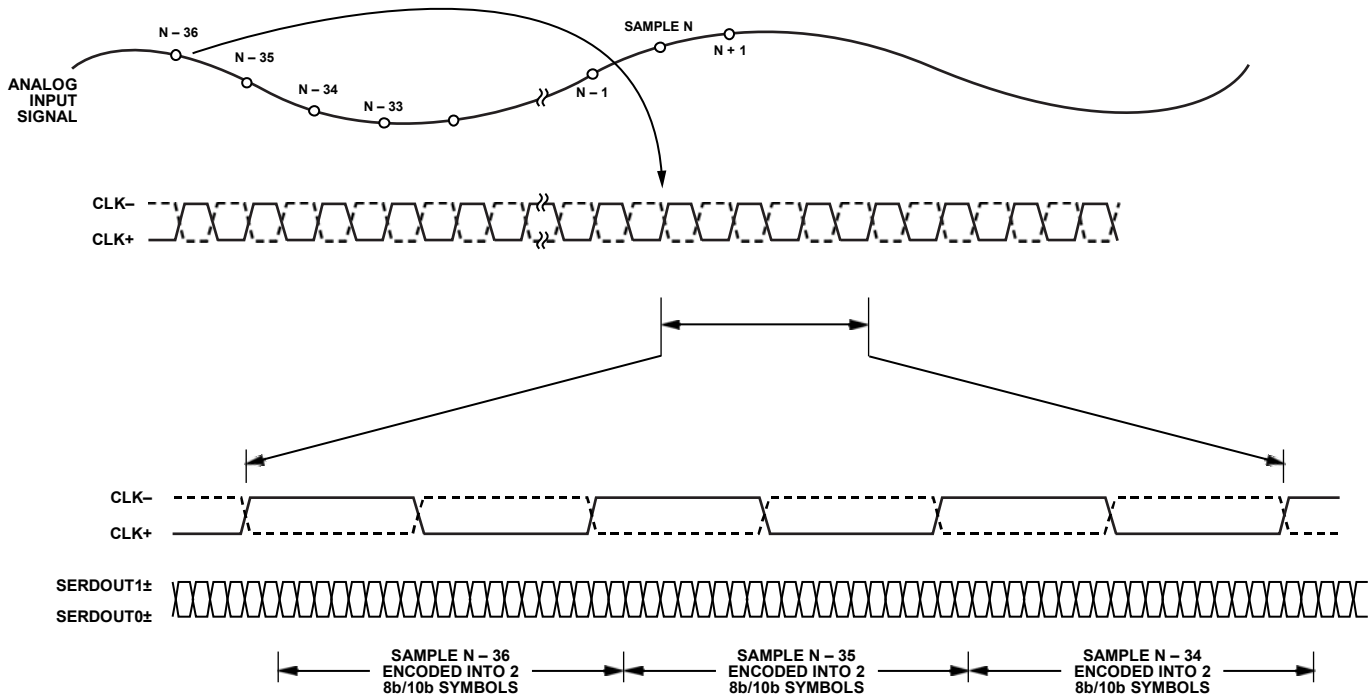 N – 36
SAMPLE N
N – 35
N + 1
ANALOG
INPUT
SIGNAL
N – 34
N – 33
N – 1
CLK–
CLK+
CLK–
CLK+
SERDOUT1±
SERDOUT0±
SAMPLE N – 36
ENCODED INTO 2
8b/10b SYMBOLS
SAMPLE N – 35
ENCODED INTO 2
8b/10b SYMBOLS
SAMPLE N – 34
ENCODED INTO 2
8b/10b SYMBOLS